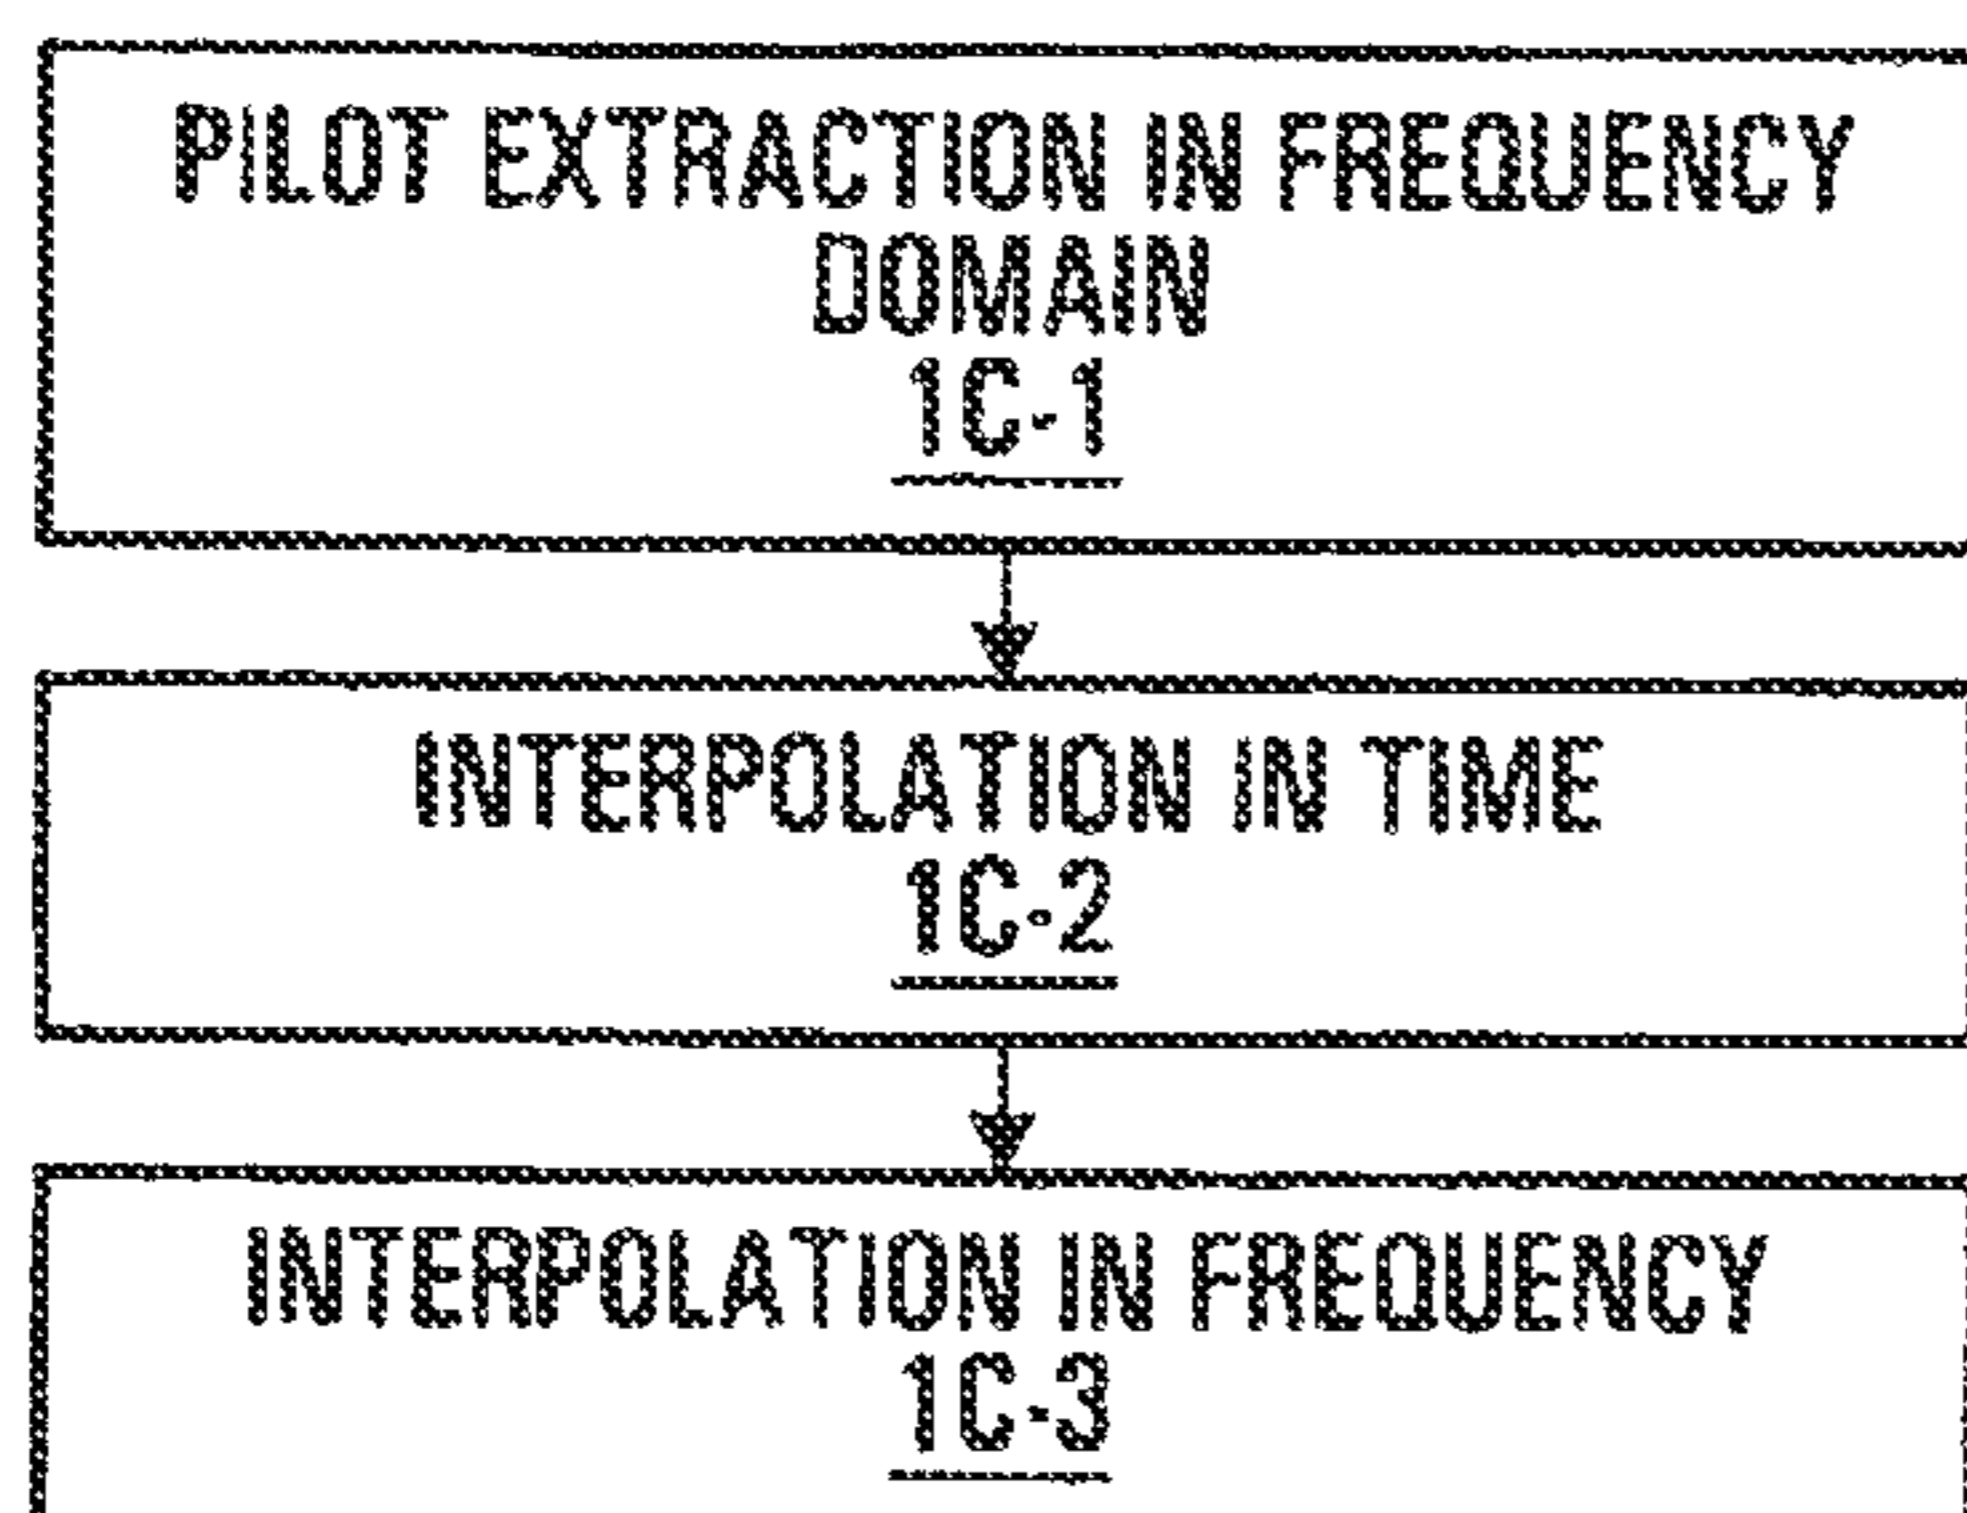 PILOT EXTRACTION IN FREQUENCY
DOMAIN
1C-1
INTERPOLATION IN TIME
1C-2
INTERPOLATION IN FREQUENCY
1C-3